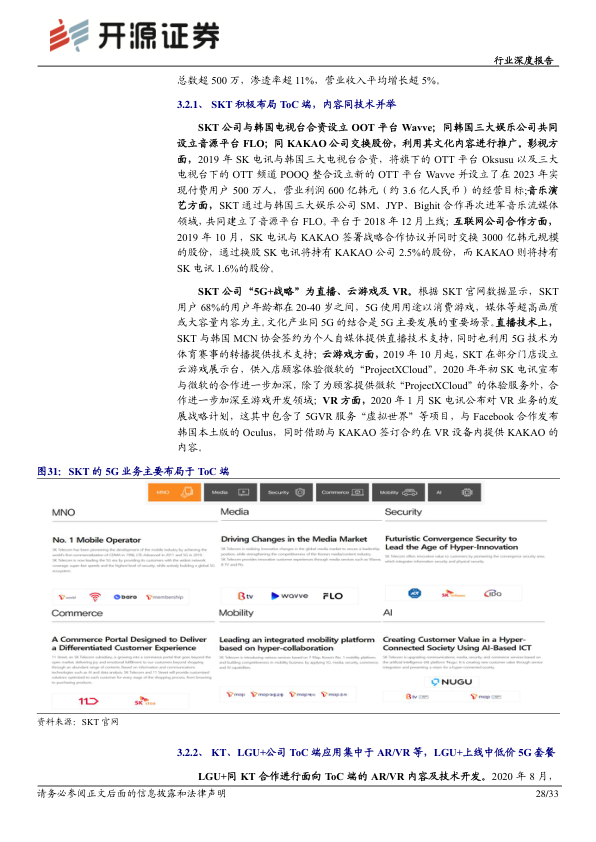 开源证券
行业深度报告
总数超 500 万，渗透率超 11%，营业收入平均增长超 5%。
3.2.1、 SKT 积极布局 ToC 端，内容同技术并举
SKT 公司与韩国电视台合资设立 OOT 平台 Wavve；同韩国三大娱乐公司共同
设立音源平台 FLO；同 KAKAO 公司交换股份，利用其文化内容进行推广。影视方
面，2019 年 SK 电讯与韩国三大电视台合资，将旗下的 OTT 平台 Oksusu 以及三大
电视台下的 OTT 频道 POOQ 整合设立新的 OTT 平台 Wavve 并设立了在 2023 年实
现付费用户 500 万人，营业利润 600 亿韩元（约 3.6 亿人民币）的经营目标;音乐演
艺方面，SKT 通过与韩国三大娱乐公司 SM、JYP、Bighit 合作再次进军音乐流媒体
领域，共同建立了音源平台 FLO。平台于 2018 年 12 月上线；互联网公司合作方面，
2019 年 10 月，SK 电讯与 KAKAO 签署战略合作协议并同时交换 3000 亿韩元规模
的股份，通过换股 SK 电讯将持有 KAKAO 公司 2.5%的股份，而 KAKAO 则将持有
SK 电讯 1.6%的股份。
SKT 公司“5G+战略”为直播、云游戏及 VR。根据 SKT 官网数据显示，SKT
用户 68%的用户年龄都在 20-40 岁之间，5G 使用用途以消费游戏，媒体等超高画质
或大容量内容为主。文化产业同 5G 的结合是 5G 主要发展的重要场景。直播技术上，
SKT 与韩国 MCN 协会签约为个人自媒体提供直播技术支持，同时也利用 5G 技术为
体育赛事的转播提供技术支持；云游戏方面，2019 年 10 月起，SKT 在部分门店设立
云游戏展示台，供入店顾客体验微软的“ProjectXCloud”。2020 年年初 SK 电讯宣布
与微软的合作进一步加深，除了为顾客提供微软“ProjectXCloud”的体验服务外，合
作进一步加深至游戏开发领域；VR 方面，2020 年 1 月 SK 电讯公布对 VR 业务的发
展战略计划，这其中包含了 5GVR 服务“虚拟世界”等项目，与 Facebook 合作发布
韩国本土版的 Oculus，同时借助与 KAKAO 签订合约在 VR 设备内提供 KAKAO 的
内容。
图31：SKT 的 5G 业务主要布局于 ToC 端
MNO Media Security Commerce Mobility AI
MNO Media Security
No. 1 Mobile Operator
Driving Changes in the Media Market
Futuristic Convergence Security to
Lead the Age of Hyper-Innovation
T world baro T membership
B tv wavve FLO
Commerce Mobility AI
A Commerce Portal Designed to Deliver
a Differentiated Customer Experience
Leading an integrated mobility platform
based on hyper-collaboration
Creating Customer Value in a Hyper-
Connected Society Using AI-Based ICT
NUGU
资料来源：SKT 官网
3.2.2、 KT、LGU+公司 ToC 端应用集中于 AR/VR 等，LGU+上线中低价 5G 套餐
LGU+同 KT 合作进行面向 ToC 端的 AR/VR 内容及技术开发。2020 年 8 月，
请务必参阅正文后面的信息披露和法律声明
28/33